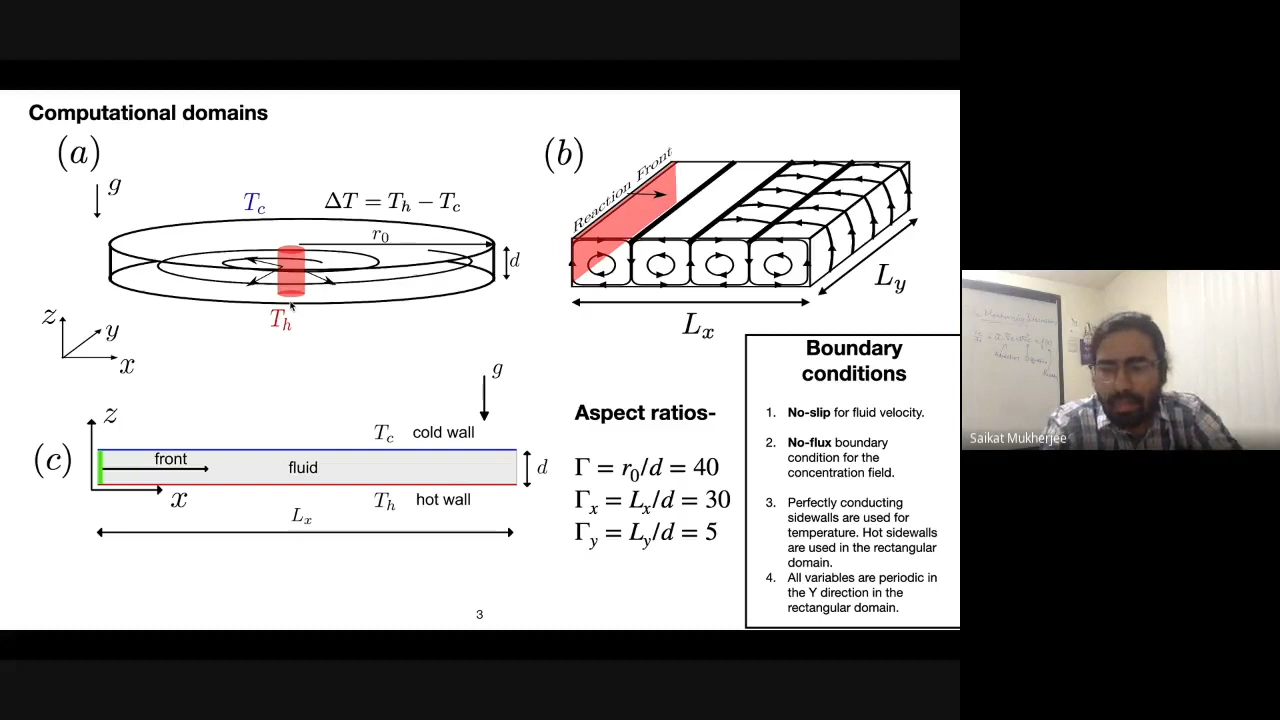 Computational domains
(a)
g
T_c
ΔT = T_h − T_c
r_0
d
T_h
z
y
x
(b)
Reaction Front
L_y
L_x
g
(c)
z
T_c cold wall
front
fluid
d
x
T_h hot wall
L_x
Aspect ratios-
Γ = r_0/d = 40
Γ_x = L_x/d = 30
Γ_y = L_y/d = 5
Boundary
conditions
1. No-slip for fluid velocity.
2. No-flux boundary
condition for the
concentration field.
3. Perfectly conducting
sidewalls are used for
temperature. Hot sidewalls
are used in the rectangular
domain.
4. All variables are periodic in
the Y direction in the
rectangular domain.
3
Saikat Mukherjee